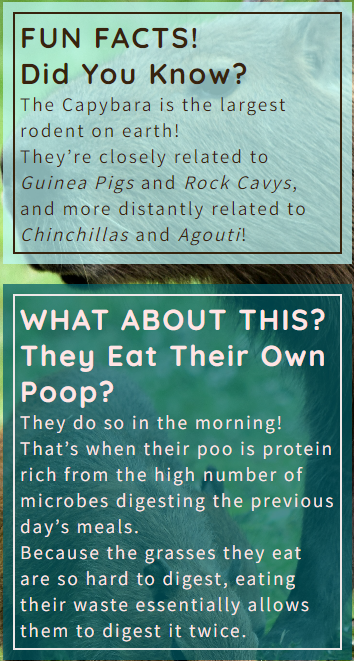 FUN FACTS!
Did You Know?
The Capybara is the largest
rodent on earth!
They're closely related to
Guinea Pigs and Rock Cavys,
and more distantly related to
Chinchillas and Agouti!
WHAT ABOUT THIS?
They Eat Their Own
Poop?
They do so in the morning!
That's when their poo is protein
rich from the high number of
microbes digesting the previous
day's meals.
Because the grasses they eat
are so hard to digest, eating
their waste essentially allows
them to digest it twice.